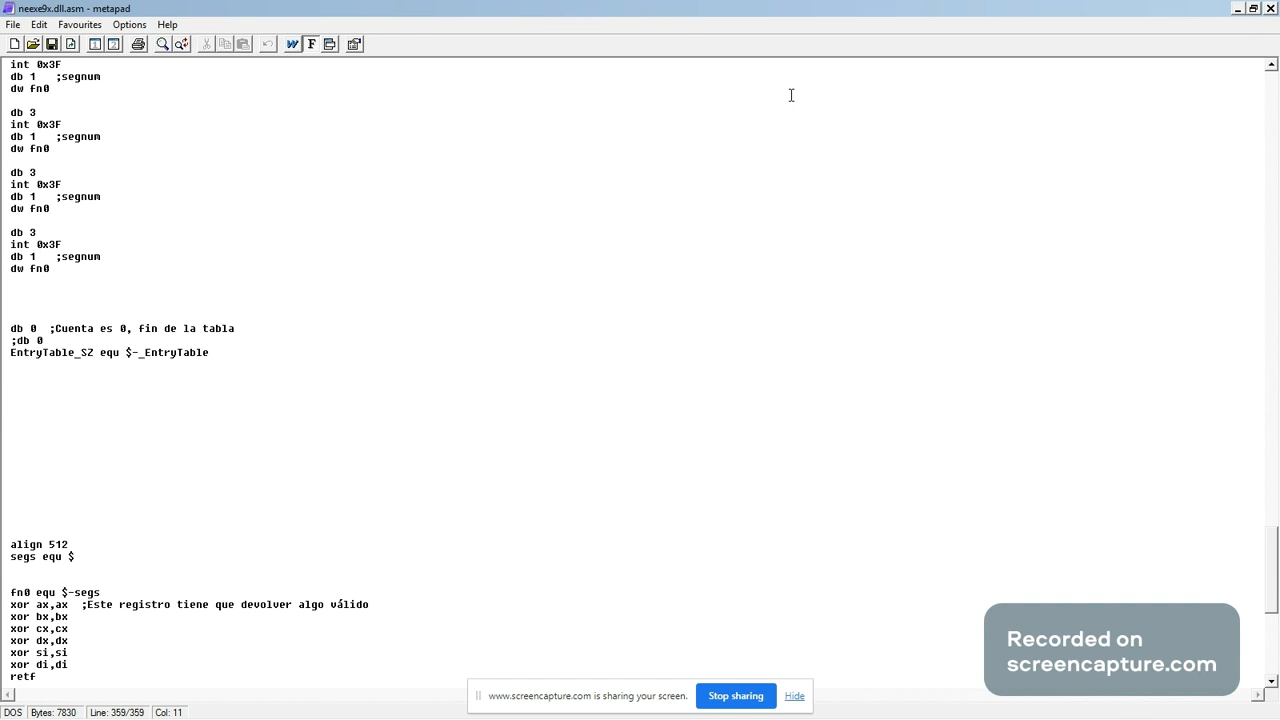 neexe9x.dll.asm - metapad
File Edit Favourites Options Help
int 0x3F
db 1 ;segnum
dw fn0
db 3
int 0x3F
db 1 ;segnum
dw fn0
db 3
int 0x3F
db 1 ;segnum
dw fn0
db 3
int 0x3F
db 1 ;segnum
dw fn0
db 0 ;Cuenta es 0, fin de la tabla
;db 0
EntryTable_SZ equ $-_EntryTable
align 512
segs equ $
fn0 equ $-segs
xor ax,ax ;Este registro tiene que devolver algo válido
xor bx,bx
xor cx,cx
xor dx,dx
xor si,si
xor di,di
retf
Recorded on
screencapture.com
www.screencapture.com is sharing your screen. Stop sharing Hide
DOS Bytes: 7830 Line: 359/359 Col: 11